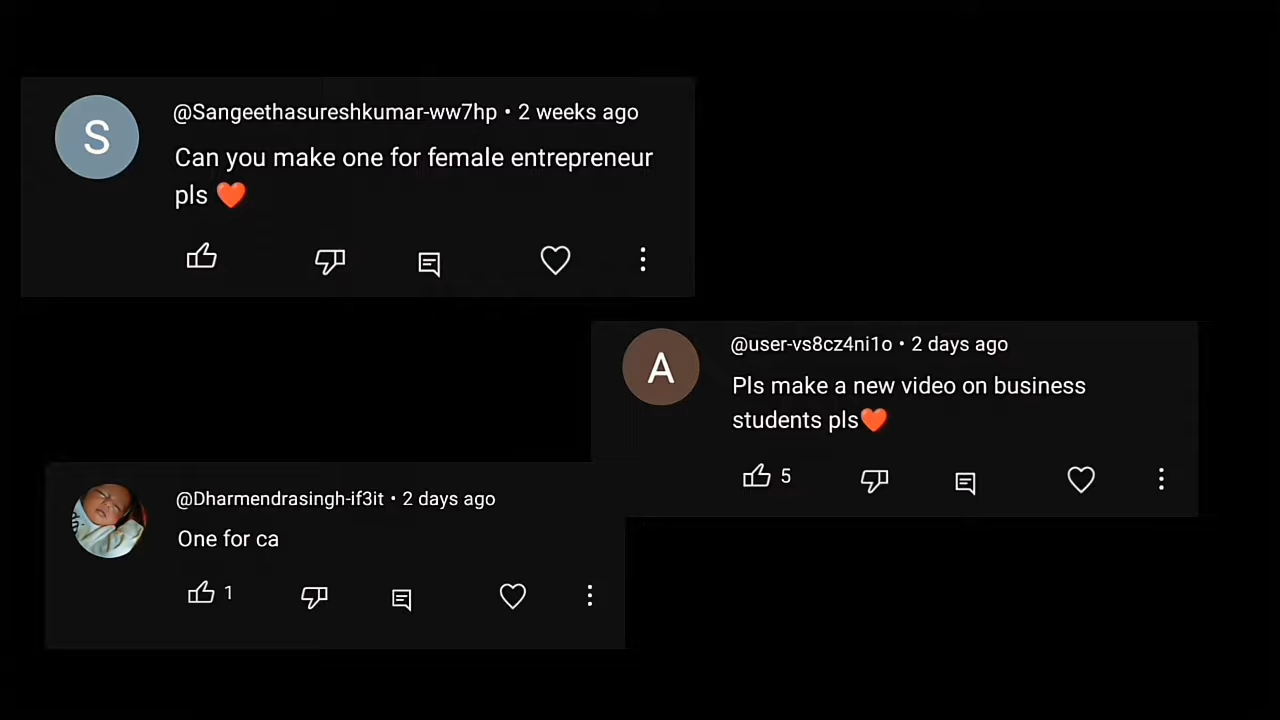 S
@Sangeethasureshkumar-ww7hp • 2 weeks ago
Can you make one for female entrepreneur
pls ❤️
A
@user-vs8cz4ni1o • 2 days ago
Pls make a new video on business
students pls❤️
5
@Dharmendrasingh-if3it • 2 days ago
One for ca
1